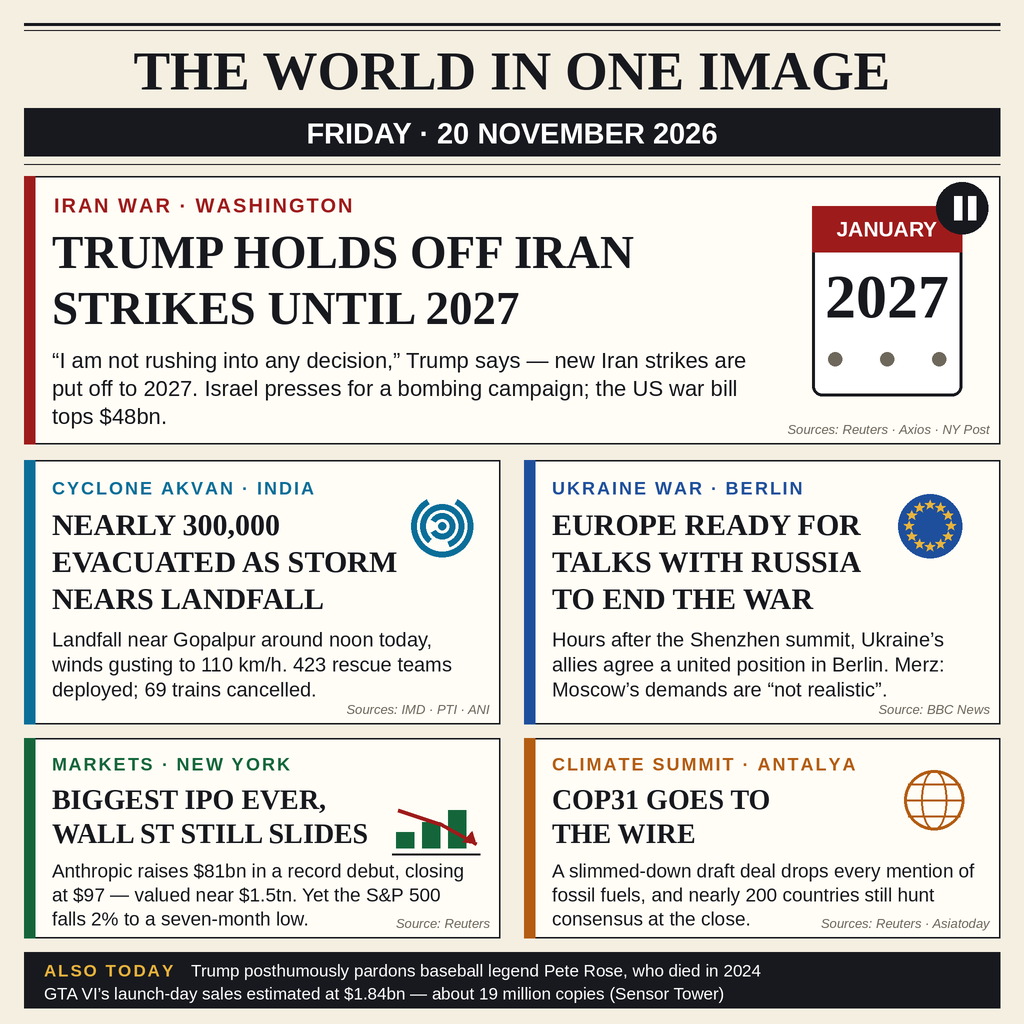 THE WORLD IN ONE IMAGE
FRIDAY · 20 NOVEMBER 2026
IRAN WAR · WASHINGTON
TRUMP HOLDS OFF IRAN
STRIKES UNTIL 2027
“I am not rushing into any decision,” Trump says — new Iran strikes are
put off to 2027. Israel presses for a bombing campaign; the US war bill
tops $48bn.
JANUARY
2027
Sources: Reuters · Axios · NY Post
CYCLONE AKVAN · INDIA
NEARLY 300,000
EVACUATED AS STORM
NEARS LANDFALL
Landfall near Gopalpur around noon today,
winds gusting to 110 km/h. 423 rescue teams
deployed; 69 trains cancelled.
Sources: IMD · PTI · ANI
UKRAINE WAR · BERLIN
EUROPE READY FOR
TALKS WITH RUSSIA
TO END THE WAR
Hours after the Shenzhen summit, Ukraine’s
allies agree a united position in Berlin. Merz:
Moscow’s demands are “not realistic”.
Source: BBC News
MARKETS · NEW YORK
BIGGEST IPO EVER,
WALL ST STILL SLIDES
Anthropic raises $81bn in a record debut, closing
at $97 — valued near $1.5tn. Yet the S&P 500
falls 2% to a seven-month low.
Source: Reuters
CLIMATE SUMMIT · ANTALYA
COP31 GOES TO
THE WIRE
A slimmed-down draft deal drops every mention of
fossil fuels, and nearly 200 countries still hunt
consensus at the close.
Sources: Reuters · Asiatoday
ALSO TODAY Trump posthumously pardons baseball legend Pete Rose, who died in 2024
GTA VI’s launch-day sales estimated at $1.84bn — about 19 million copies (Sensor Tower)